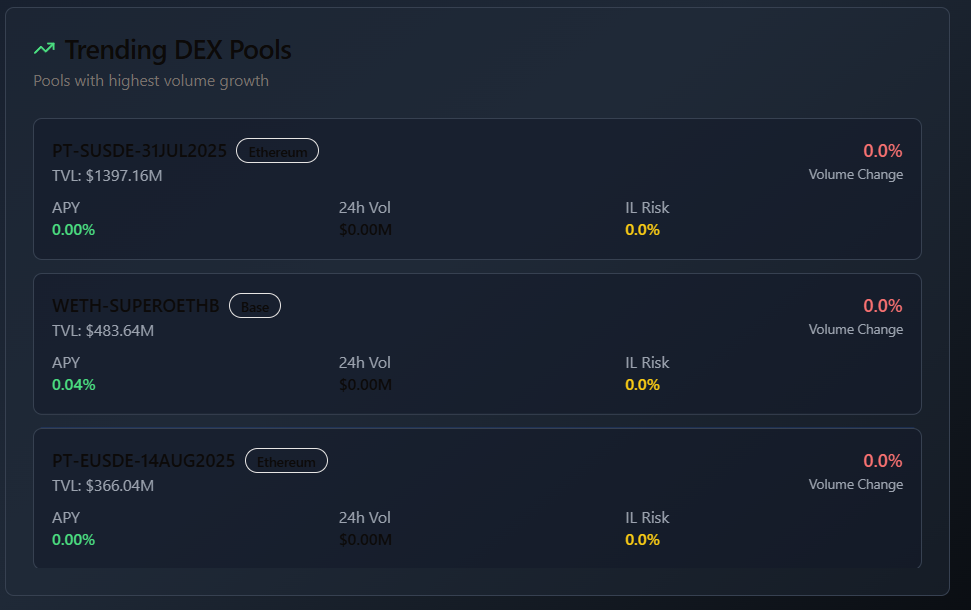 Trending DEX Pools
Pools with highest volume growth
PT-SUSDE-31JUL2025 Ethereum 0.0%
TVL: $1397.16M Volume Change
APY 24h Vol IL Risk
0.00% $0.00M 0.0%
WETH-SUPEROETHB Base 0.0%
TVL: $483.64M Volume Change
APY 24h Vol IL Risk
0.04% $0.00M 0.0%
PT-EUSDE-14AUG2025 Ethereum 0.0%
TVL: $366.04M Volume Change
APY 24h Vol IL Risk
0.00% $0.00M 0.0%